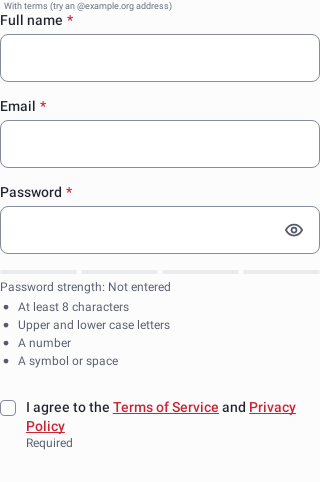 With terms (try an @example.org address)
Full name *
Email *
Password *
Password strength: Not entered
At least 8 characters
Upper and lower case letters
A number
A symbol or space
I agree to the Terms of Service and Privacy
Policy
Required